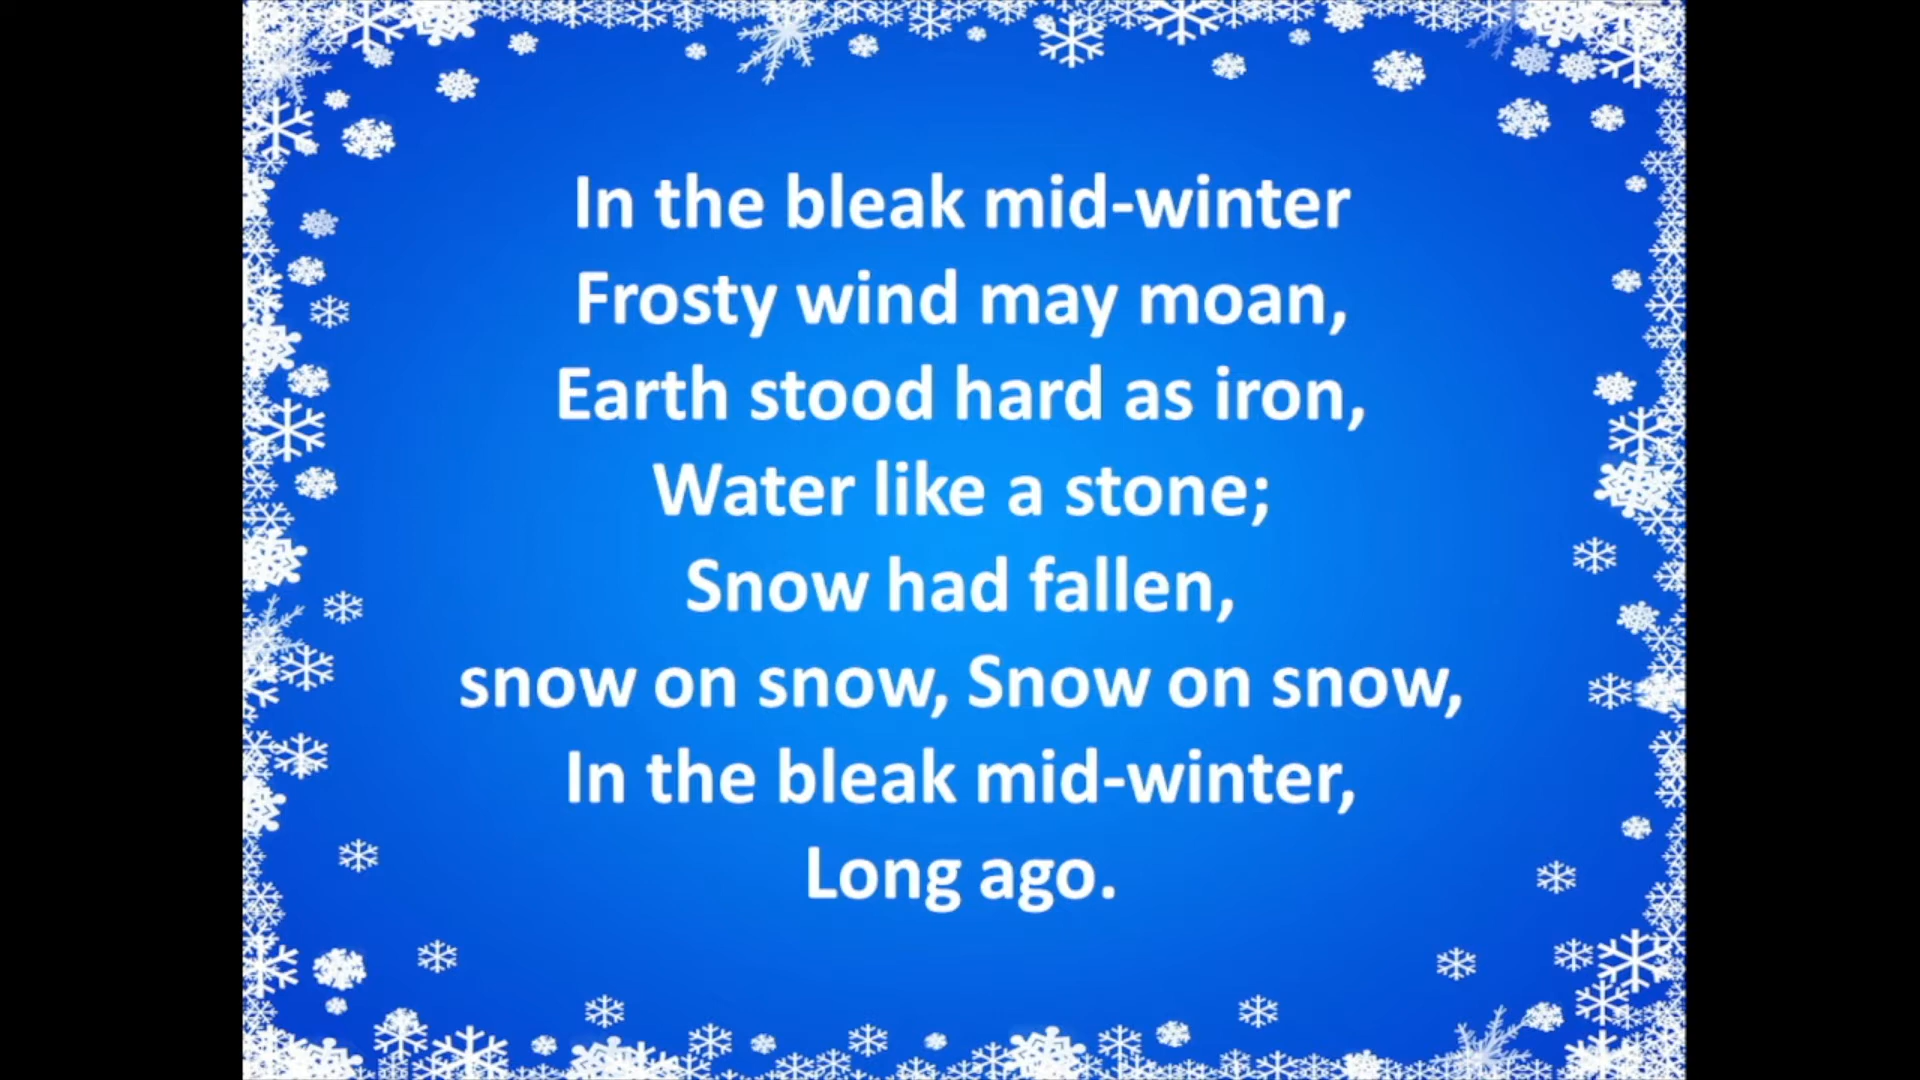 In the bleak mid-winter
Frosty wind may moan,
Earth stood hard as iron,
Water like a stone;
Snow had fallen,
snow on snow, Snow on snow,
In the bleak mid-winter,
Long ago.